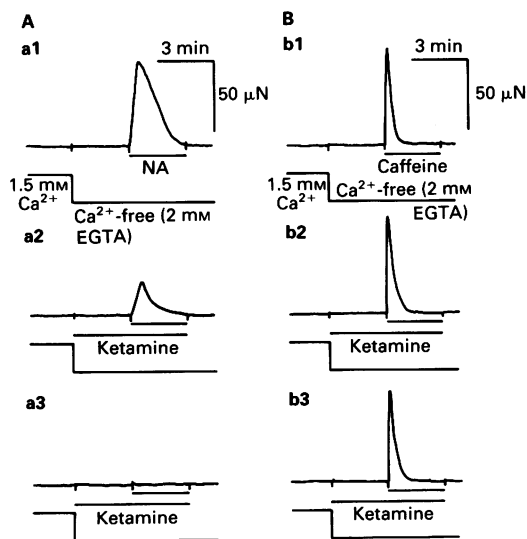 A
a1
3 min
50 μN
NA
1.5 mM
Ca2+
Ca2+-free (2 mM
EGTA)
a2
Ketamine
a3
Ketamine
B
b1
3 min
50 μN
Caffeine
1.5 mM
Ca2+
Ca2+-free (2 mM
EGTA)
b2
Ketamine
b3
Ketamine